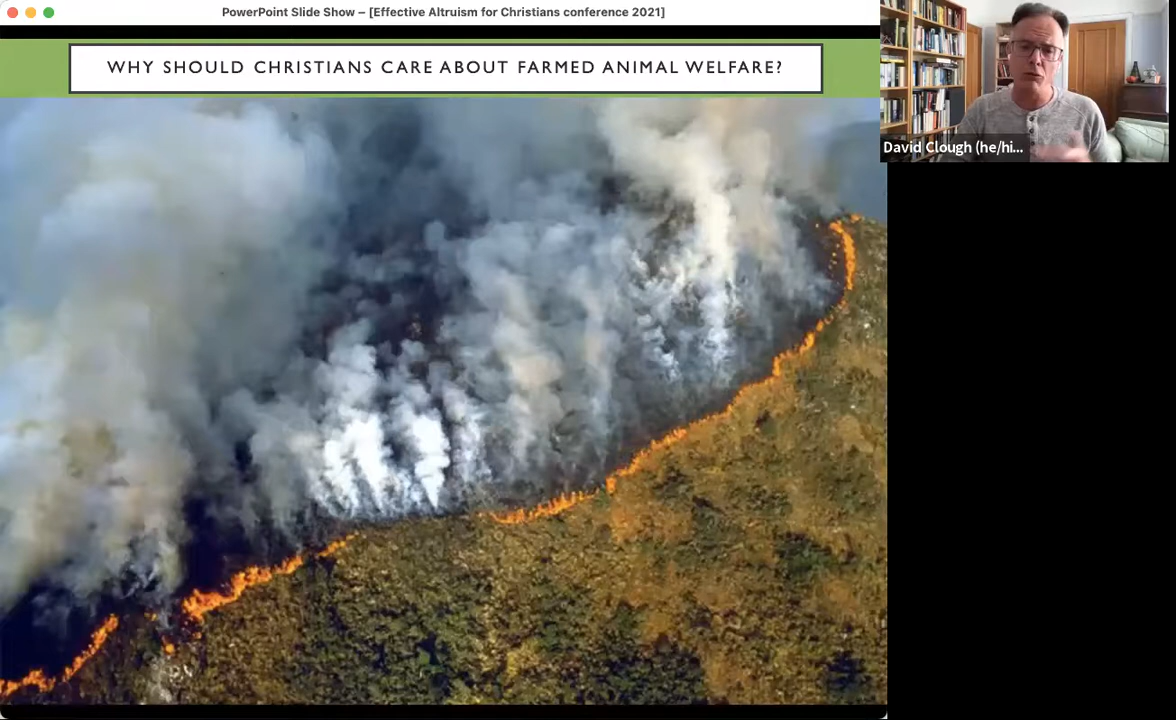 PowerPoint Slide Show – [Effective Altruism for Christians conference 2021]
WHY SHOULD CHRISTIANS CARE ABOUT FARMED ANIMAL WELFARE?
David Clough (he/hi...